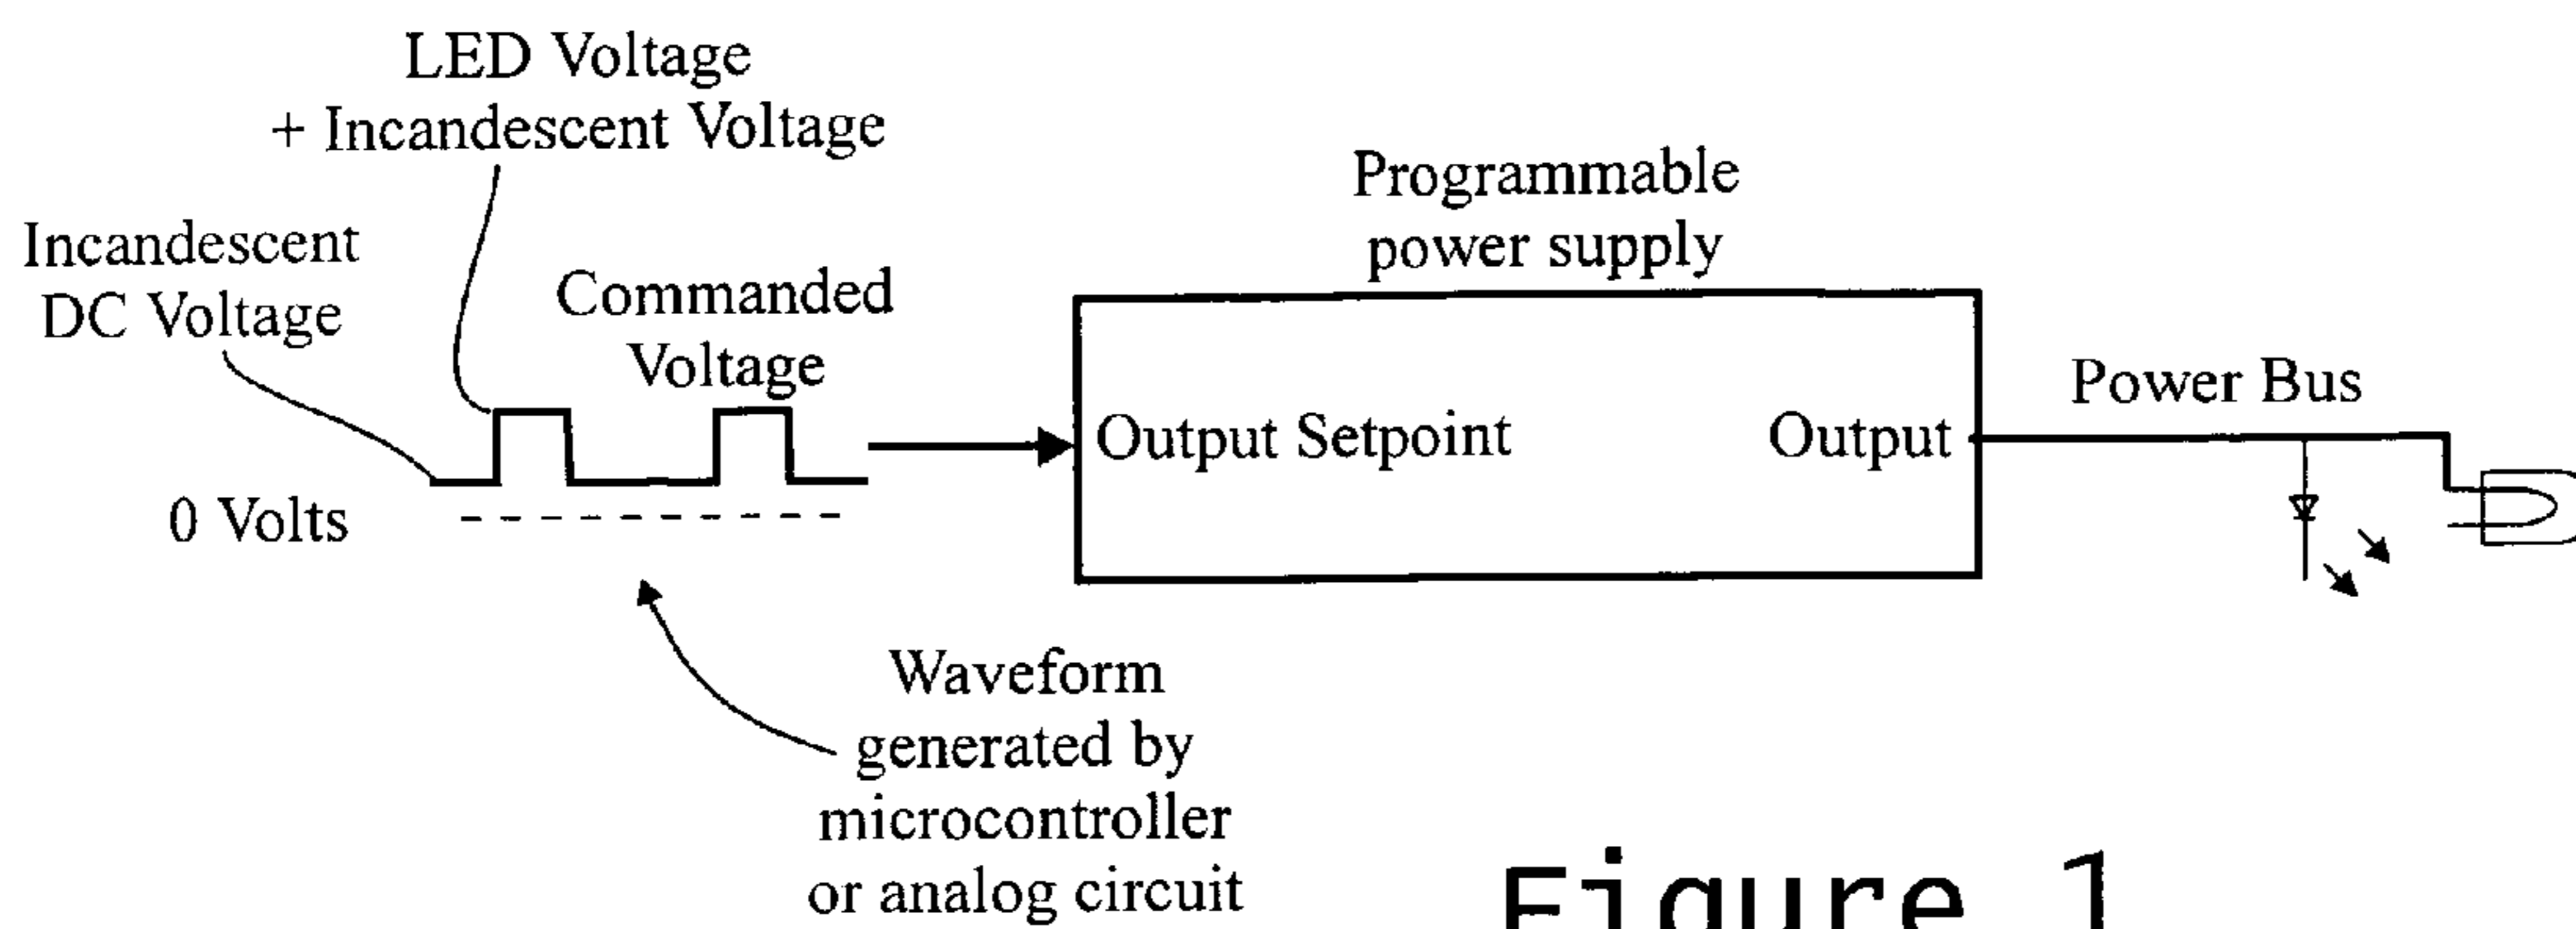 LED Voltage
+ Incandescent Voltage
Incandescent
DC Voltage
Commanded
Voltage
0 Volts
Programmable
power supply
Output Setpoint
Output
Power Bus
Waveform
generated by
microcontroller
or analog circuit
Figure 1